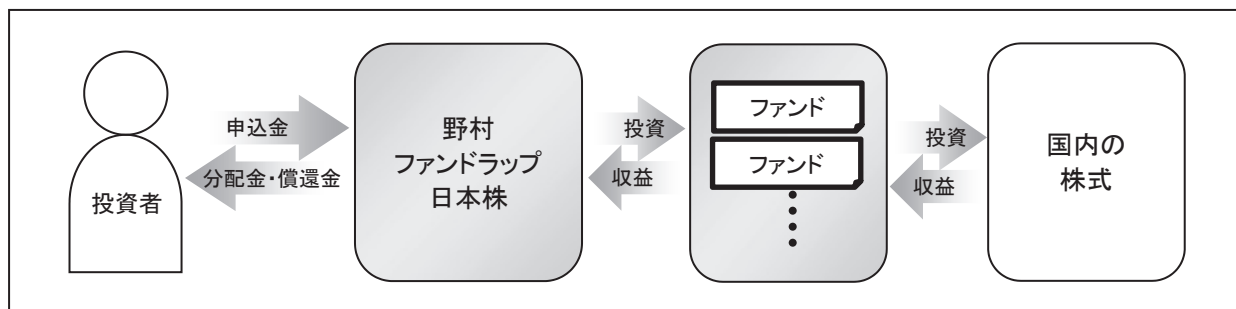 投資者
申込金
分配金・償還金
野村
ファンドラップ
日本株
投資
収益
ファンド
ファンド
投資
収益
国内の
株式